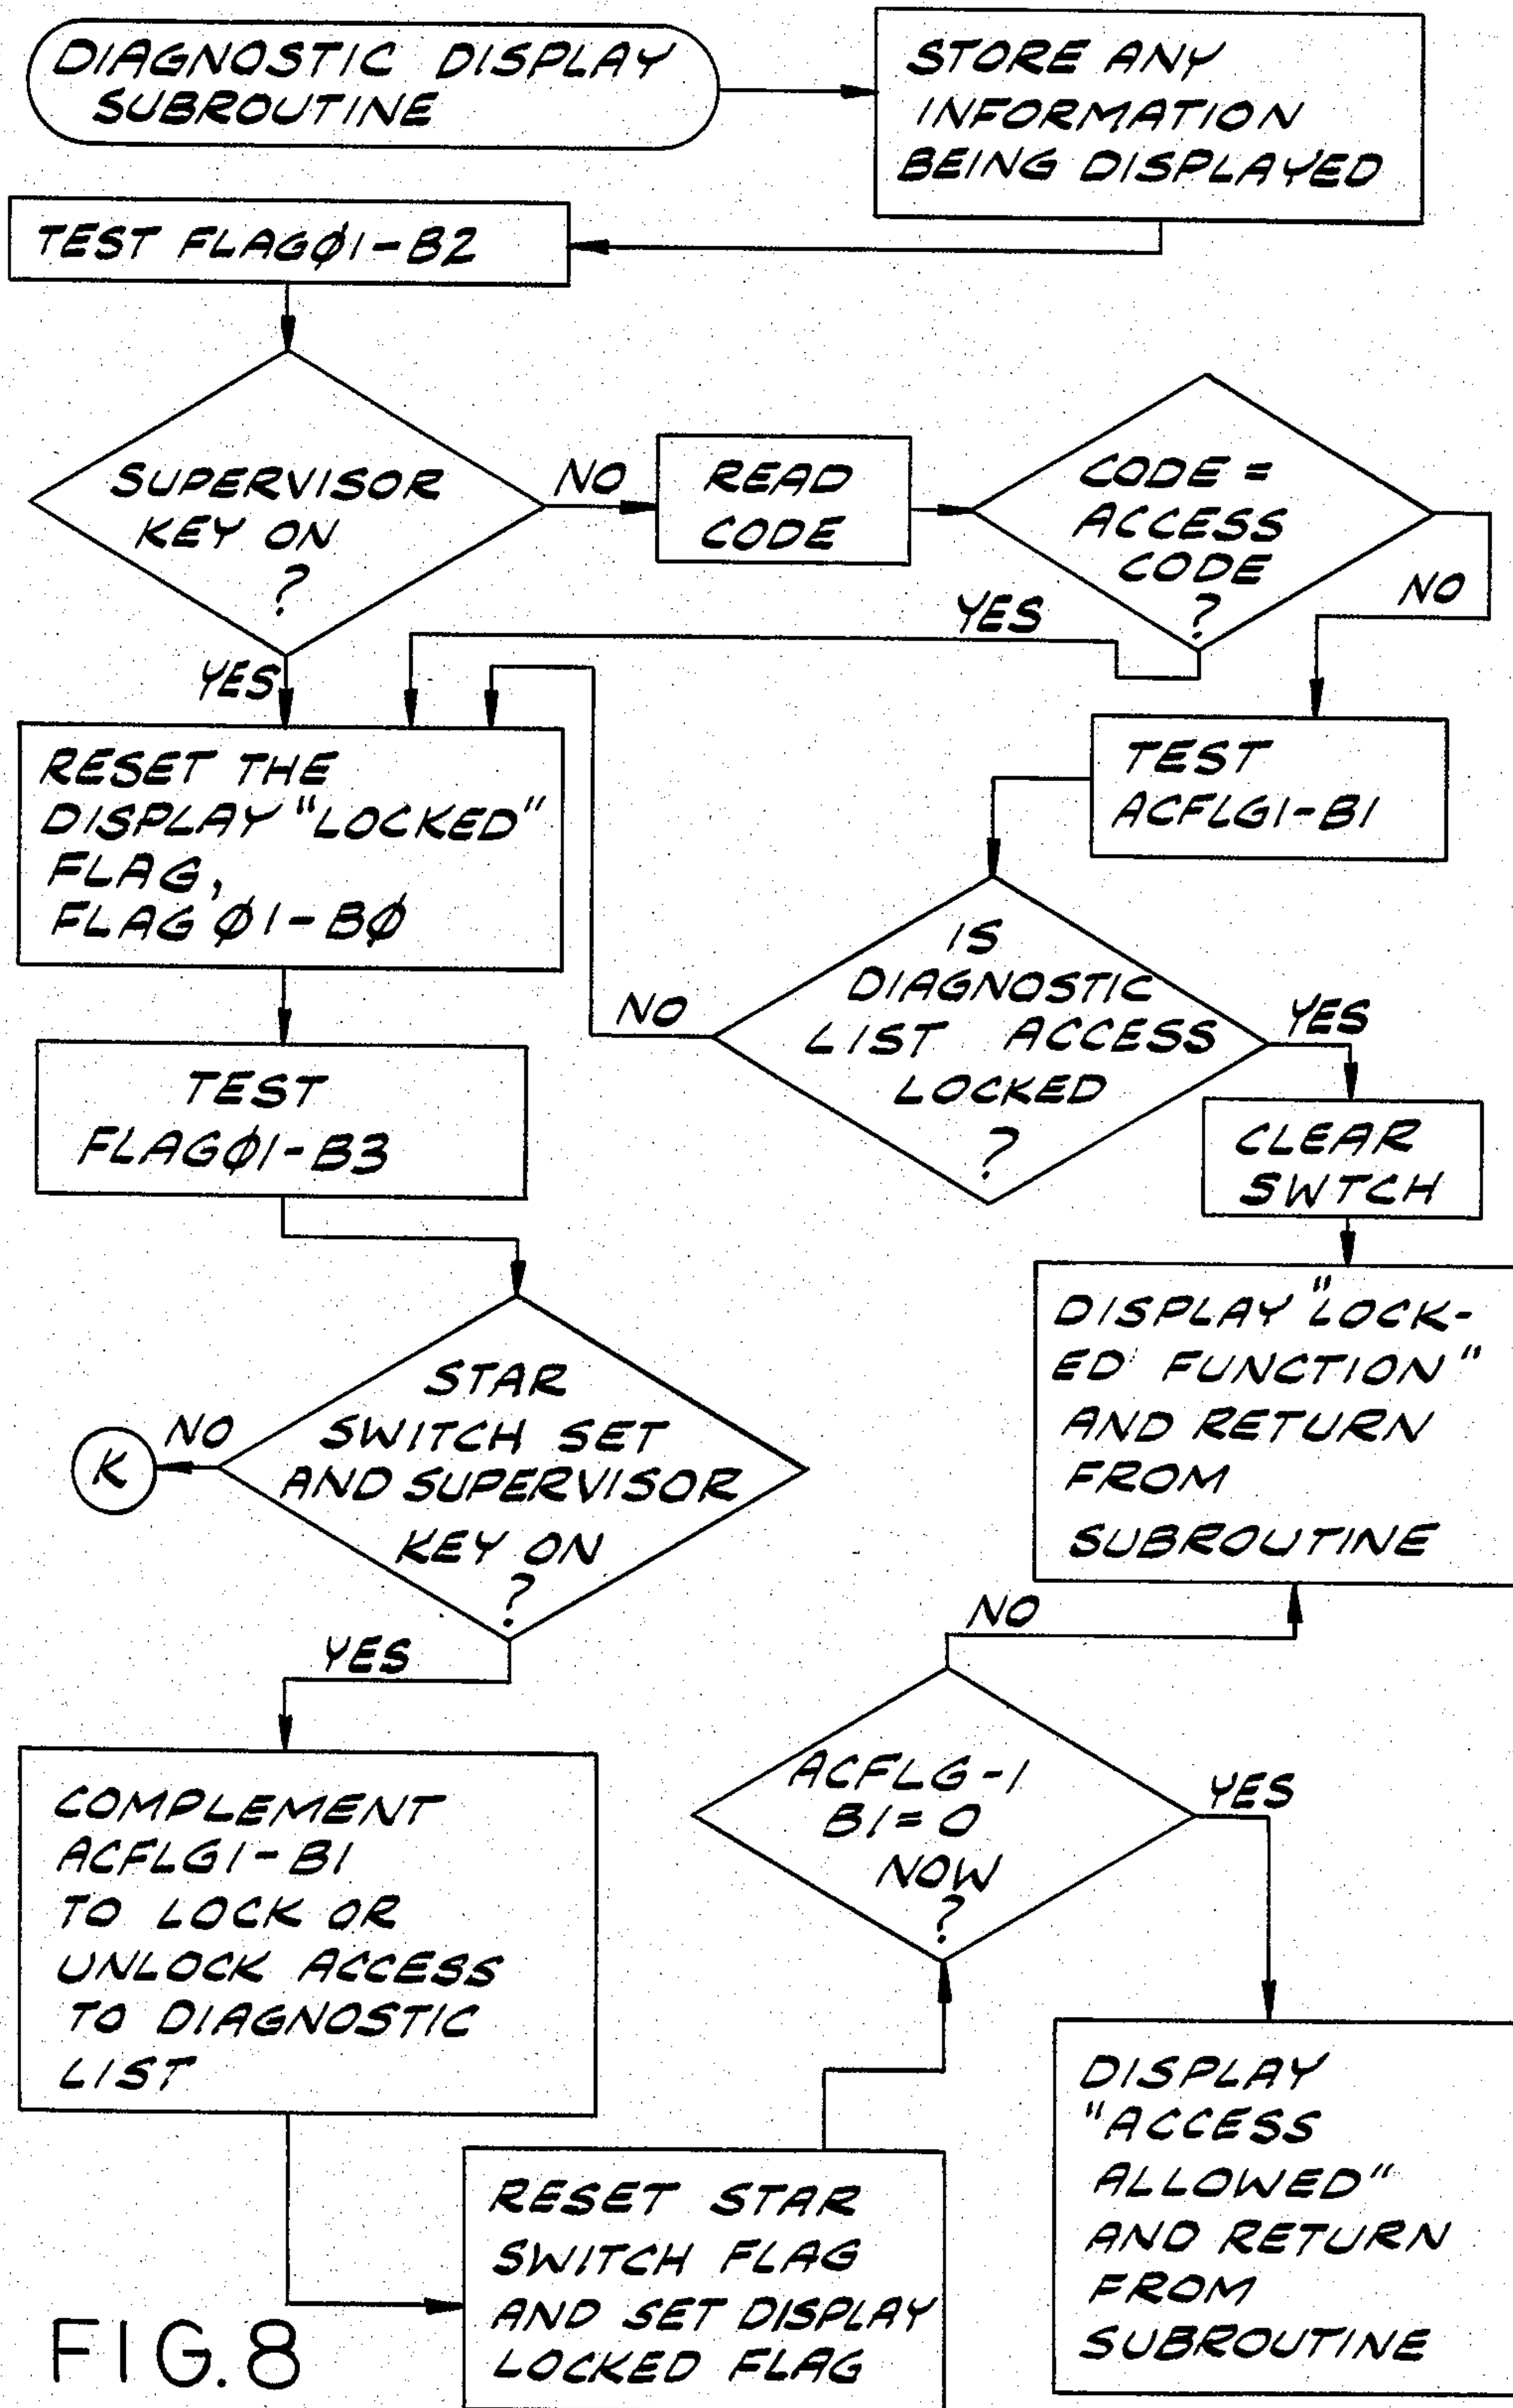 DIAGNOSTIC DISPLAY
SUBROUTINE
STORE ANY
INFORMATION
BEING DISPLAYED
TEST FLAGØ1-B2
SUPERVISOR
KEY ON
?
NO
READ
CODE
CODE =
ACCESS
CODE
?
NO
YES
YES
RESET THE
DISPLAY "LOCKED"
FLAG,
FLAG Ø1-BØ
TEST
ACFLG1-B1
IS
DIAGNOSTIC
LIST ACCESS
LOCKED
?
NO
YES
TEST
FLAGØ1-B3
CLEAR
SWTCH
DISPLAY "LOCK-
ED FUNCTION"
AND RETURN
FROM
SUBROUTINE
STAR
SWITCH SET
AND SUPERVISOR
KEY ON
?
NO
K
YES
NO
COMPLEMENT
ACFLG1-B1
TO LOCK OR
UNLOCK ACCESS
TO DIAGNOSTIC
LIST
ACFLG-1
B1=0
NOW
?
YES
RESET STAR
SWITCH FLAG
AND SET DISPLAY
LOCKED FLAG
DISPLAY
"ACCESS
ALLOWED"
AND RETURN
FROM
SUBROUTINE
FIG.8